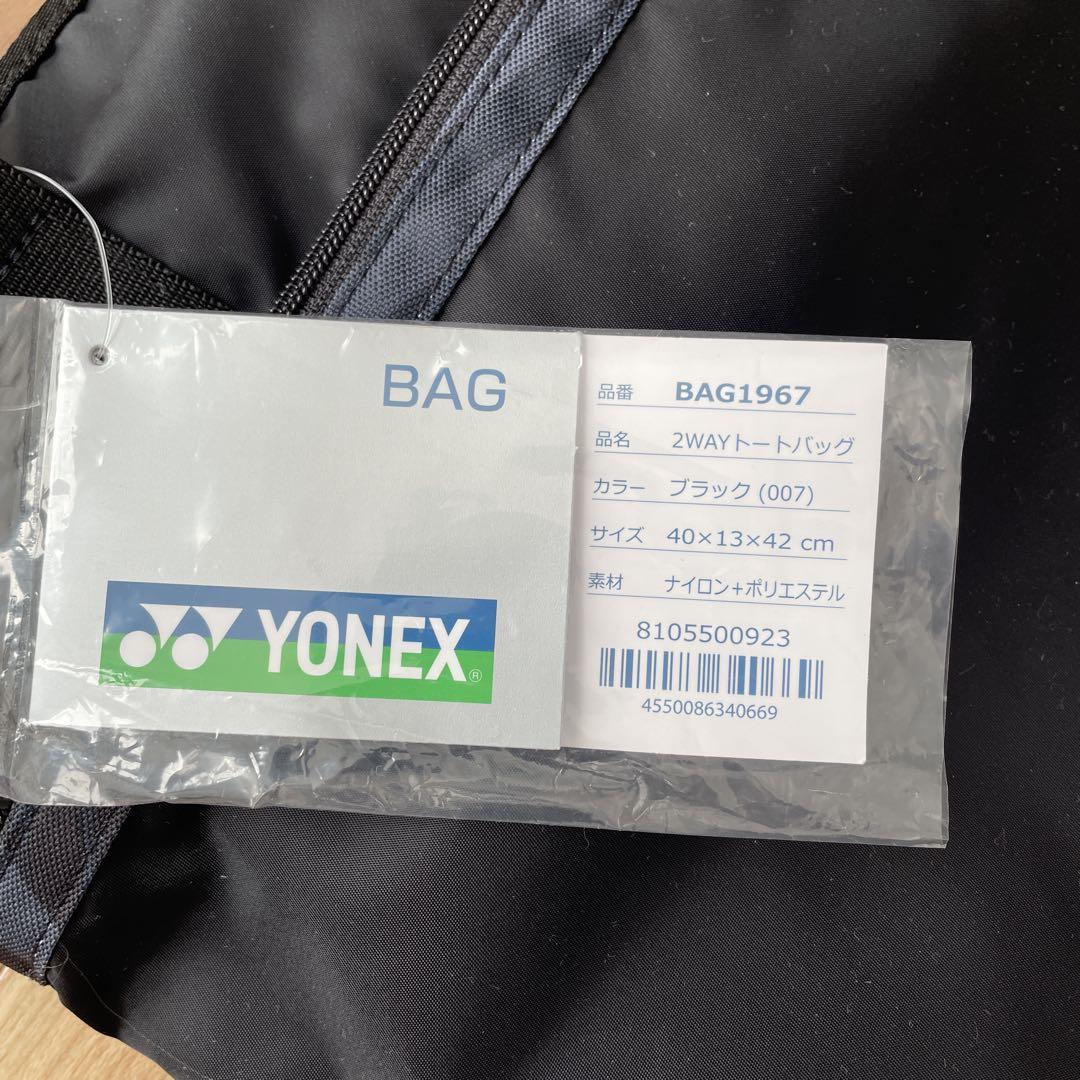 BAG
YONEX®
品番 BAG1967
品名 2WAYトートバッグ
カラー ブラック (007)
サイズ 40×13×42 cm
素材 ナイロン+ポリエステル
8105500923
4550086340669